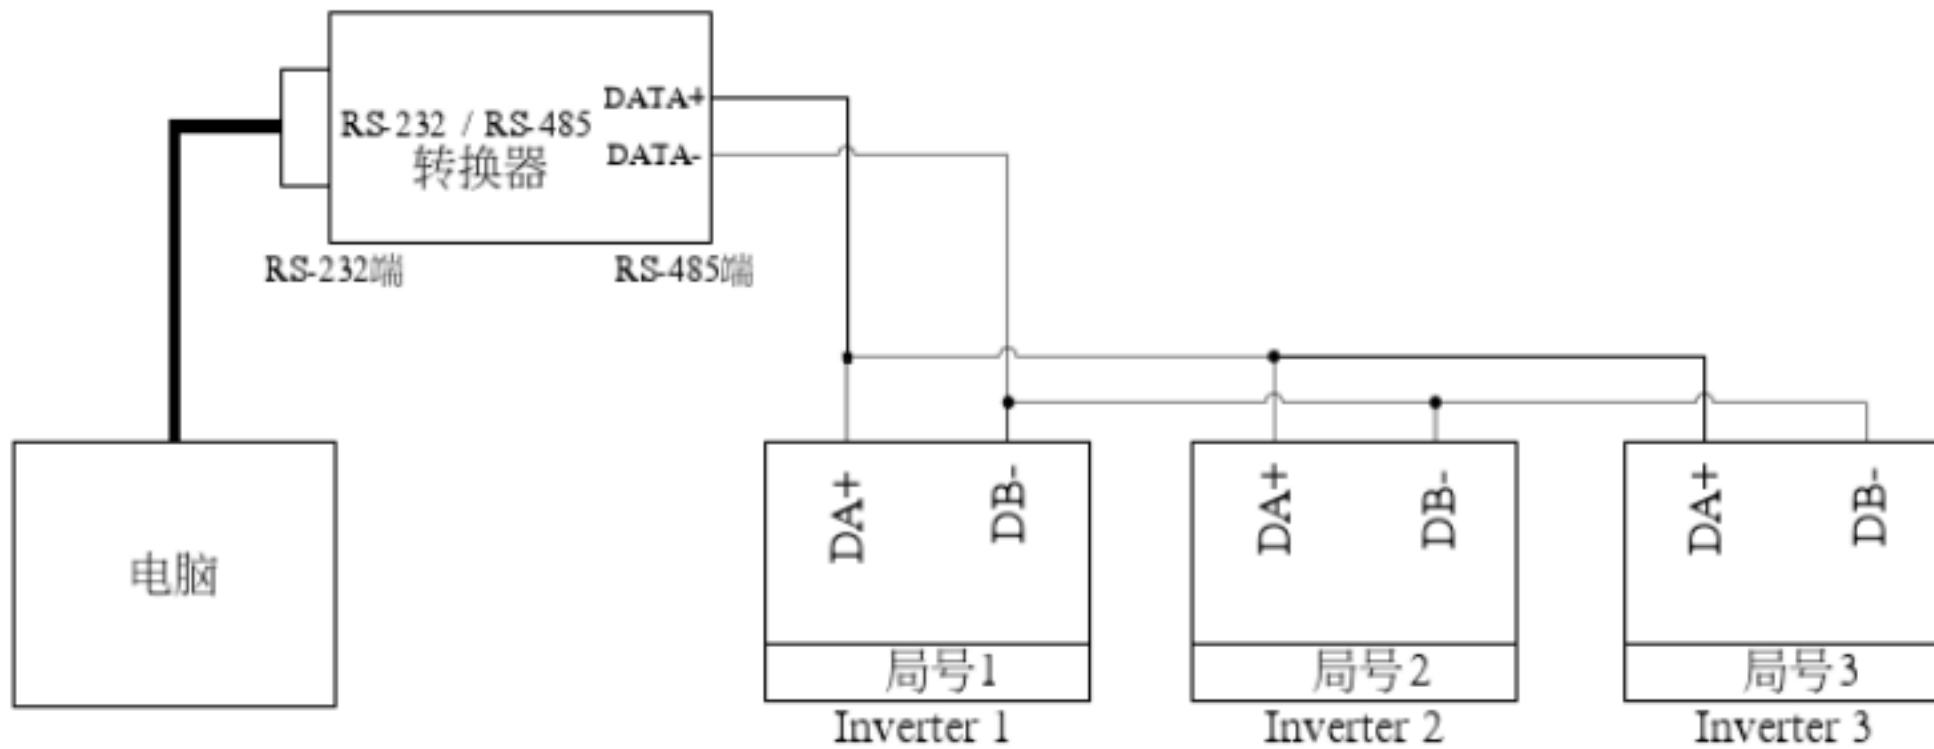 DATA+
RS-232 / RS-485
转换器
DATA-
RS-232端
RS-485端
电脑
DA+
DB-
局号1
Inverter 1
DA+
DB-
局号2
Inverter 2
DA+
DB-
局号3
Inverter 3